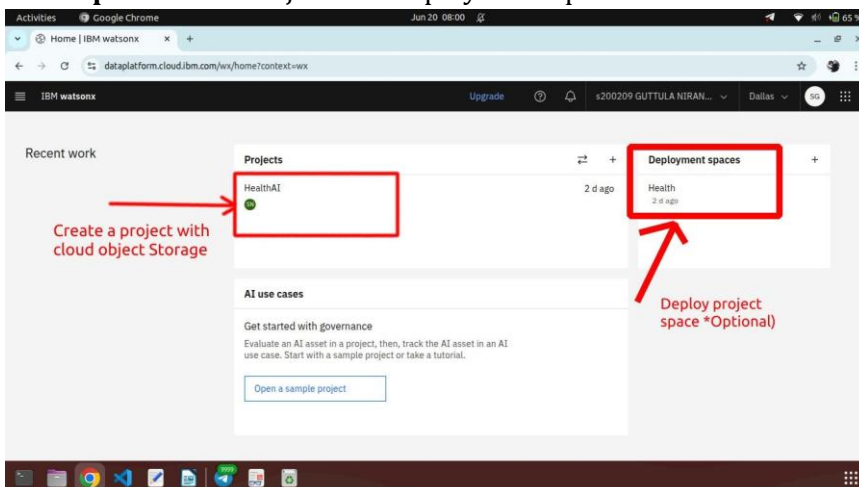 Activities Google Chrome Jun 20 08:00 65 %
Home | IBM watsonx
dataplatform.cloud.ibm.com/wx/home?context=wx
IBM watsonx Upgrade s200209 GUTTULA NIRAN... Dallas SG
Recent work
Projects
HealthAI 2 d ago
SN
Create a project with
cloud object Storage
Deployment spaces
Health
2 d ago
Deploy project
space *Optional)
AI use cases
Get started with governance
Evaluate an AI asset in a project, then, track the AI asset in an AI
use case. Start with a sample project or take a tutorial.
Open a sample project